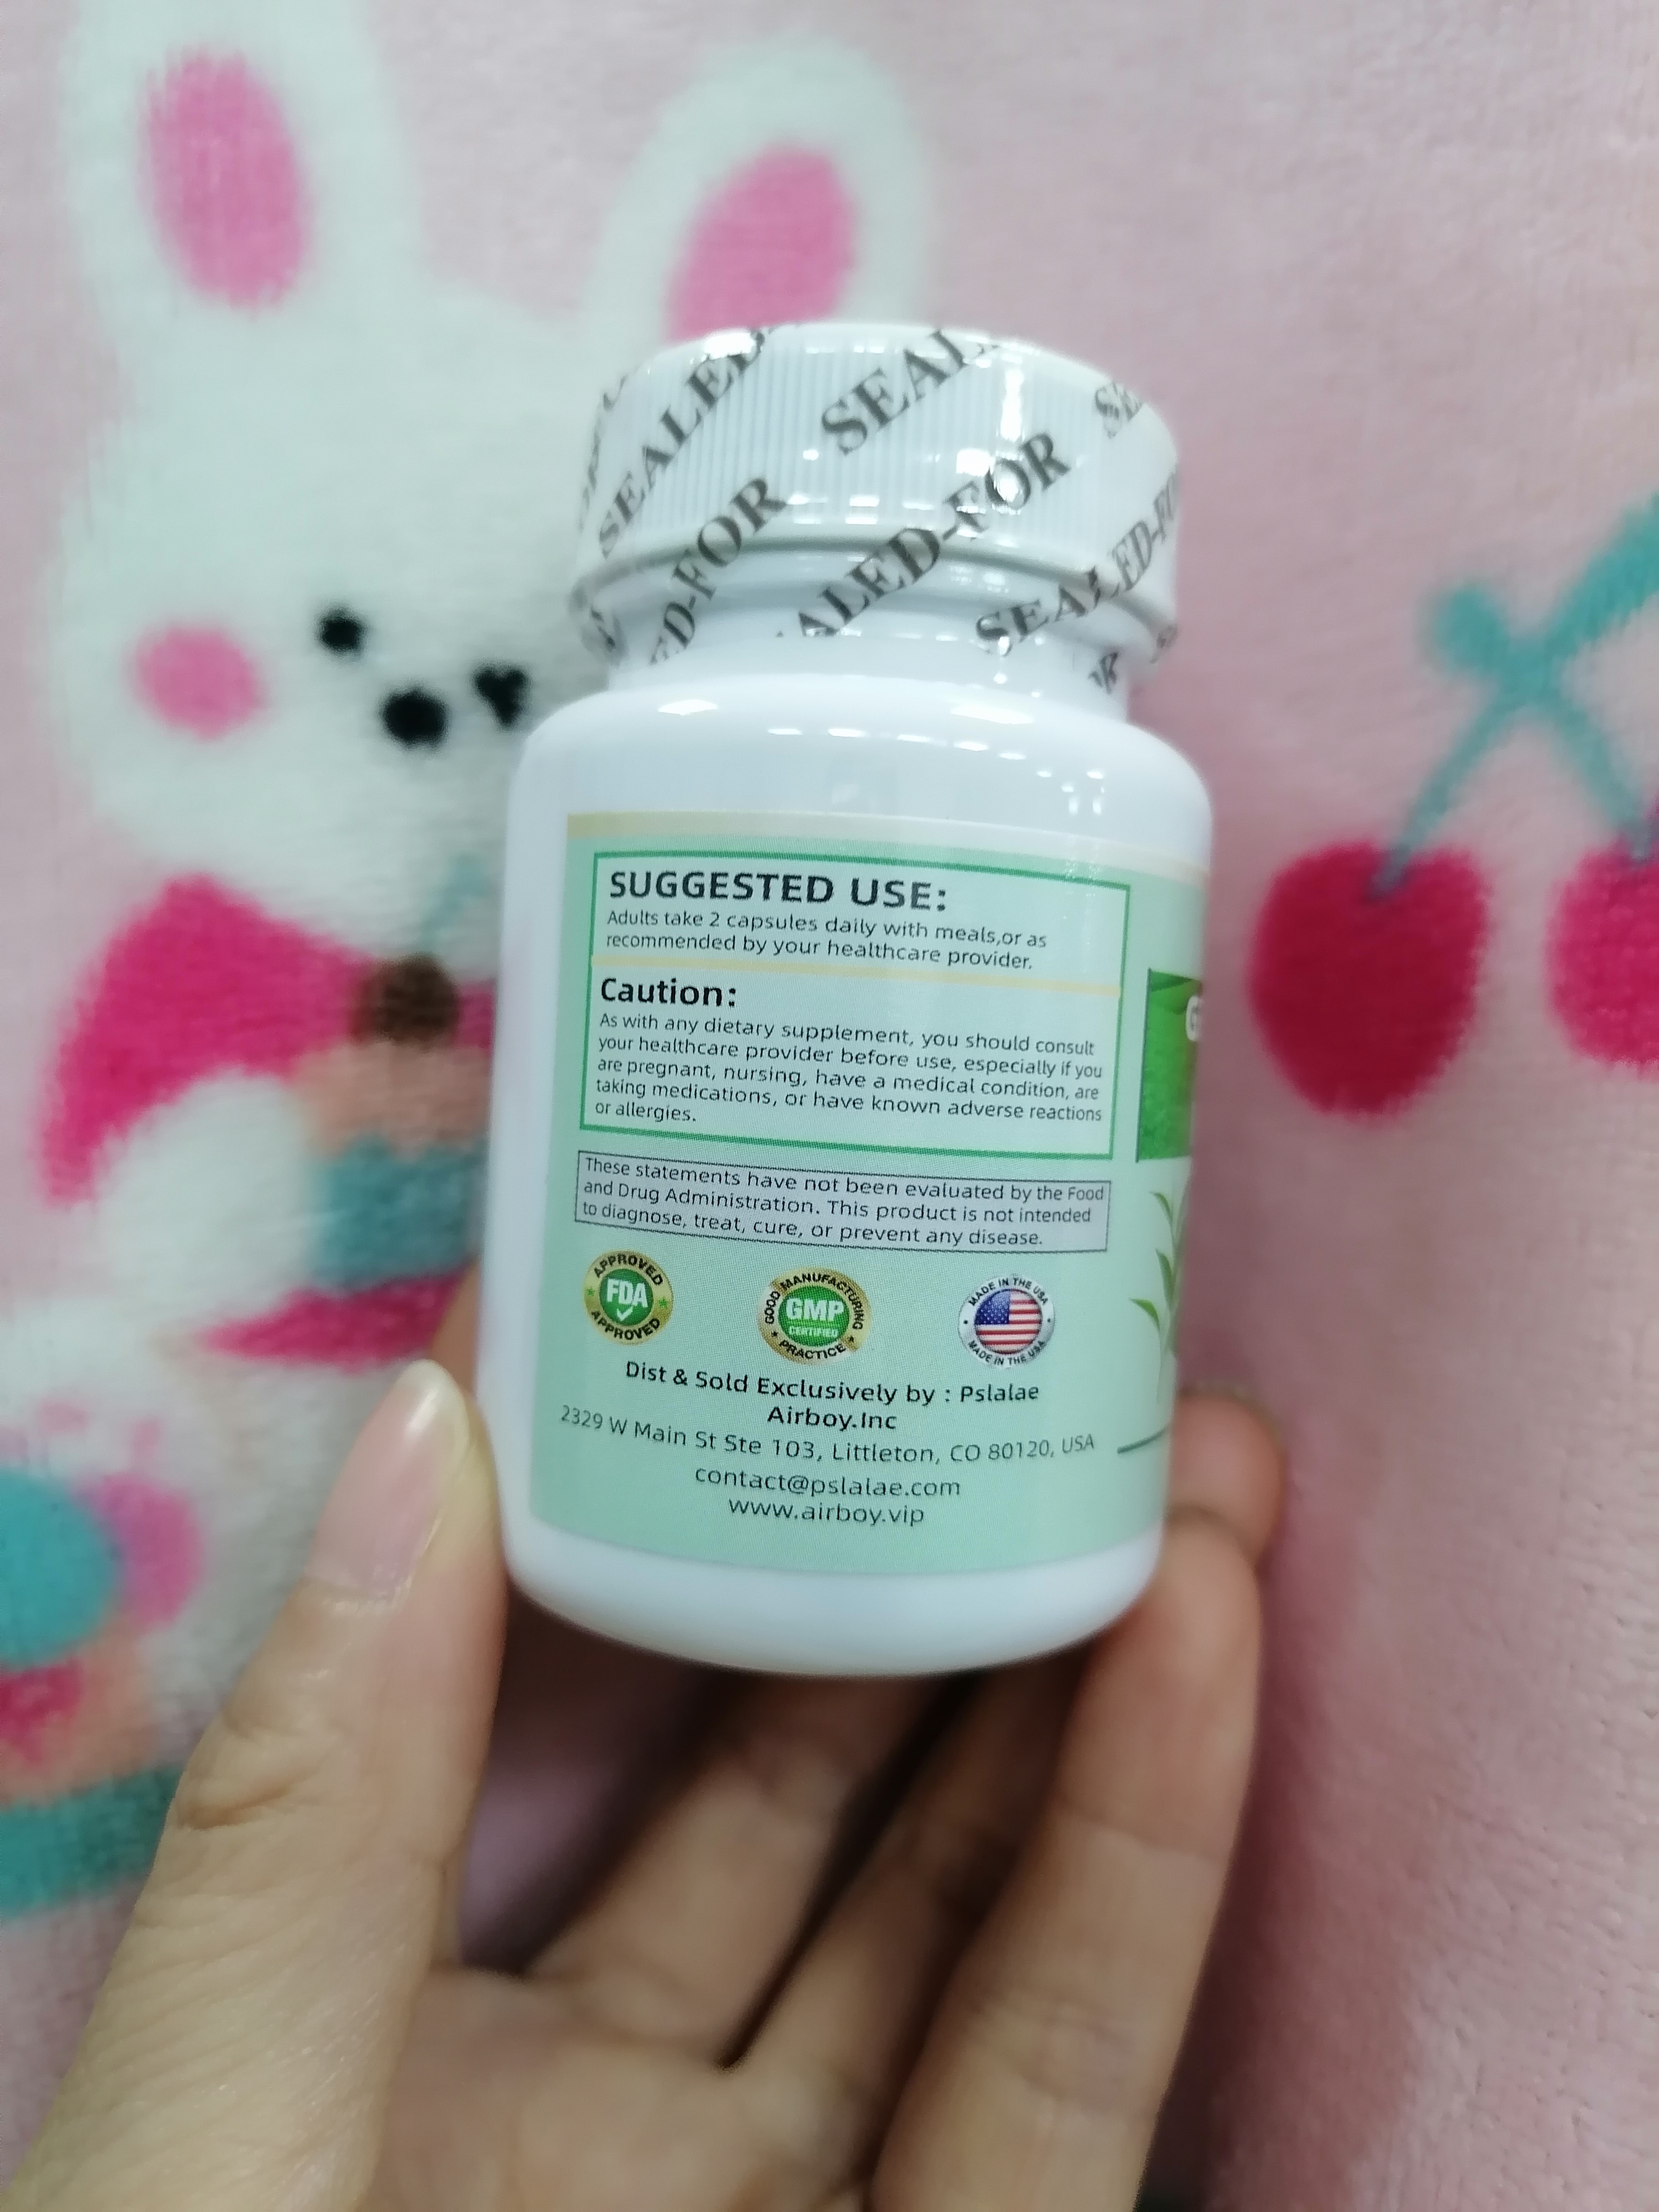 SEALED
SEAL
SEALED-FOR
ED-FOR
ALED-FOR
SUGGESTED USE:
Adults take 2 capsules daily with meals,or as
recommended by your healthcare provider.
Caution:
As with any dietary supplement, you should consult
your healthcare provider before use, especially if you
are pregnant, nursing, have a medical condition, are
taking medications, or have known adverse reactions
or allergies.
These statements have not been evaluated by the Food
and Drug Administration. This product is not intended
to diagnose, treat, cure, or prevent any disease.
APPROVED
FDA
APPROVED
GOOD MANUFACTURING
GMP
CERTIFIED
PRACTICE
MADE IN THE USA
MADE IN THE USA
Dist & Sold Exclusively by : Pslalae
Airboy.Inc
2329 W Main St Ste 103, Littleton, CO 80120, USA
contact@pslalae.com
www.airboy.vip